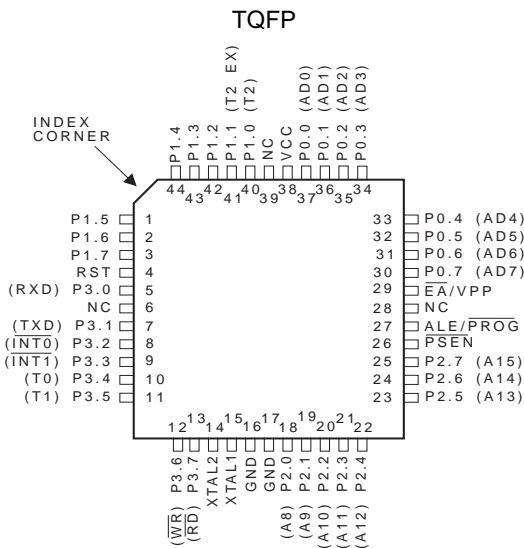 TQFP
INDEX
CORNER
P1.4
P1.3
P1.2
P1.1 (T2 EX)
P1.0 (T2)
NC
VCC
P0.0 (AD0)
P0.1 (AD1)
P0.2 (AD2)
P0.3 (AD3)
44 43 42 41 40 39 38 37 36 35 34
P1.5 1
P1.6 2
P1.7 3
RST 4
(RXD) P3.0 5
NC 6
(TXD) P3.1 7
(INT0) P3.2 8
(INT1) P3.3 9
(T0) P3.4 10
(T1) P3.5 11
33 P0.4 (AD4)
32 P0.5 (AD5)
31 P0.6 (AD6)
30 P0.7 (AD7)
29 EA/VPP
28 NC
27 ALE/PROG
26 PSEN
25 P2.7 (A15)
24 P2.6 (A14)
23 P2.5 (A13)
12 13 14 15 16 17 18 19 20 21 22
(WR) P3.6
(RD) P3.7
XTAL2
XTAL1
GND
GND
(A8) P2.0
(A9) P2.1
(A10) P2.2
(A11) P2.3
(A12) P2.4